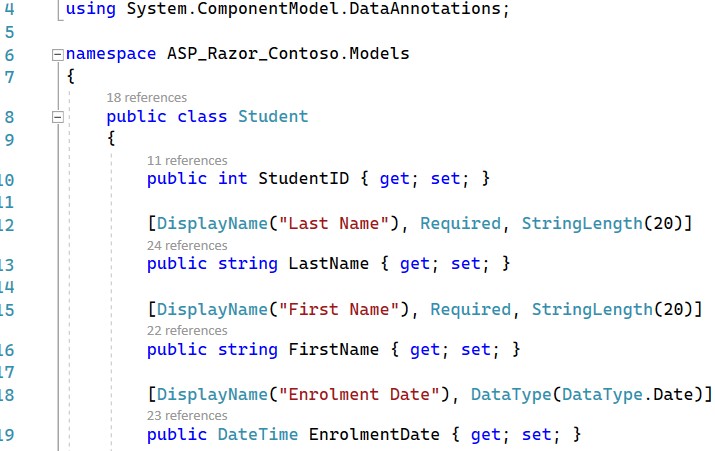 4 using System.ComponentModel.DataAnnotations;
5
6 namespace ASP_Razor_Contoso.Models
7 {
18 references
8 public class Student
9 {
11 references
10 public int StudentID { get; set; }
11
12 [DisplayName("Last Name"), Required, StringLength(20)]
24 references
13 public string LastName { get; set; }
14
15 [DisplayName("First Name"), Required, StringLength(20)]
22 references
16 public string FirstName { get; set; }
17
18 [DisplayName("Enrolment Date"), DataType(DataType.Date)]
23 references
19 public DateTime EnrolmentDate { get; set; }